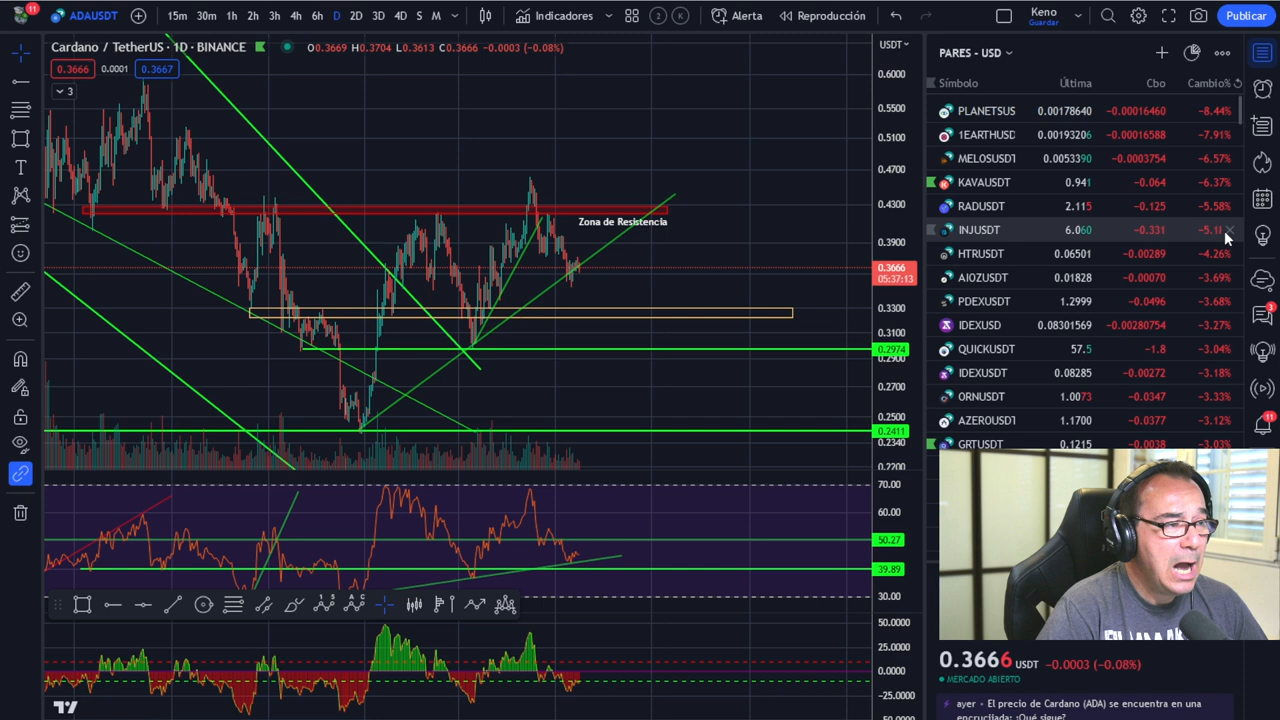 11
ADAUSDT
15m 30m 1h 2h 3h 4h 6h D 2D 3D 4D S M
Indicadores
2 K
Alerta
Reproducción
Keno
Guardar
Publicar
Cardano / TetherUS · 1D · BINANCE
O0.3669 H0.3704 L0.3613 C0.3666 −0.0003 (−0.08%)
0.3666 0.0001 0.3667
3
USDT
0.6000
0.5500
0.5100
0.4700
0.4300
0.3900
0.3666
05:37:13
0.3300
0.3100
0.2974
0.2900
0.2700
0.2500
0.2411
0.2340
0.2200
70.00
60.00
50.27
39.89
30.00
50.0000
25.0000
0.0000
−25.0000
Zona de Resistencia
PARES - USD
Símbolo Última Cbo Cambio%
PLANETSUS 0.00178640 −0.00016460 −8.44%
1EARTHUSD 0.00193206 −0.00016588 −7.91%
MELOSUSDT 0.0053390 −0.0003754 −6.57%
KAVAUSDT 0.941 −0.064 −6.37%
RADUSDT 2.115 −0.125 −5.58%
INJUSDT 6.060 −0.331 −5.1
HTRUSDT 0.06501 −0.00289 −4.26%
AIOZUSDT 0.01828 −0.00070 −3.69%
PDEXUSDT 1.2999 −0.0496 −3.68%
IDEXUSD 0.08301569 −0.00280754 −3.27%
QUICKUSDT 57.5 −1.8 −3.04%
IDEXUSDT 0.08285 −0.00272 −3.18%
ORNUSDT 1.0073 −0.0347 −3.33%
AZEROUSDT 1.1700 −0.0377 −3.12%
GRTUSDT 0.1215 −0.0038 −3.03%
3
11
0.3666 USDT −0.0003 (−0.08%)
MERCADO ABIERTO
ayer • El precio de Cardano (ADA) se encuentra en una
encrucijada: ¿Qué sigue?